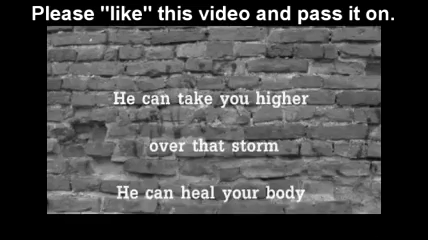 Please "like" this video and pass it on.
He can take you higher
over that storm
He can heal your body